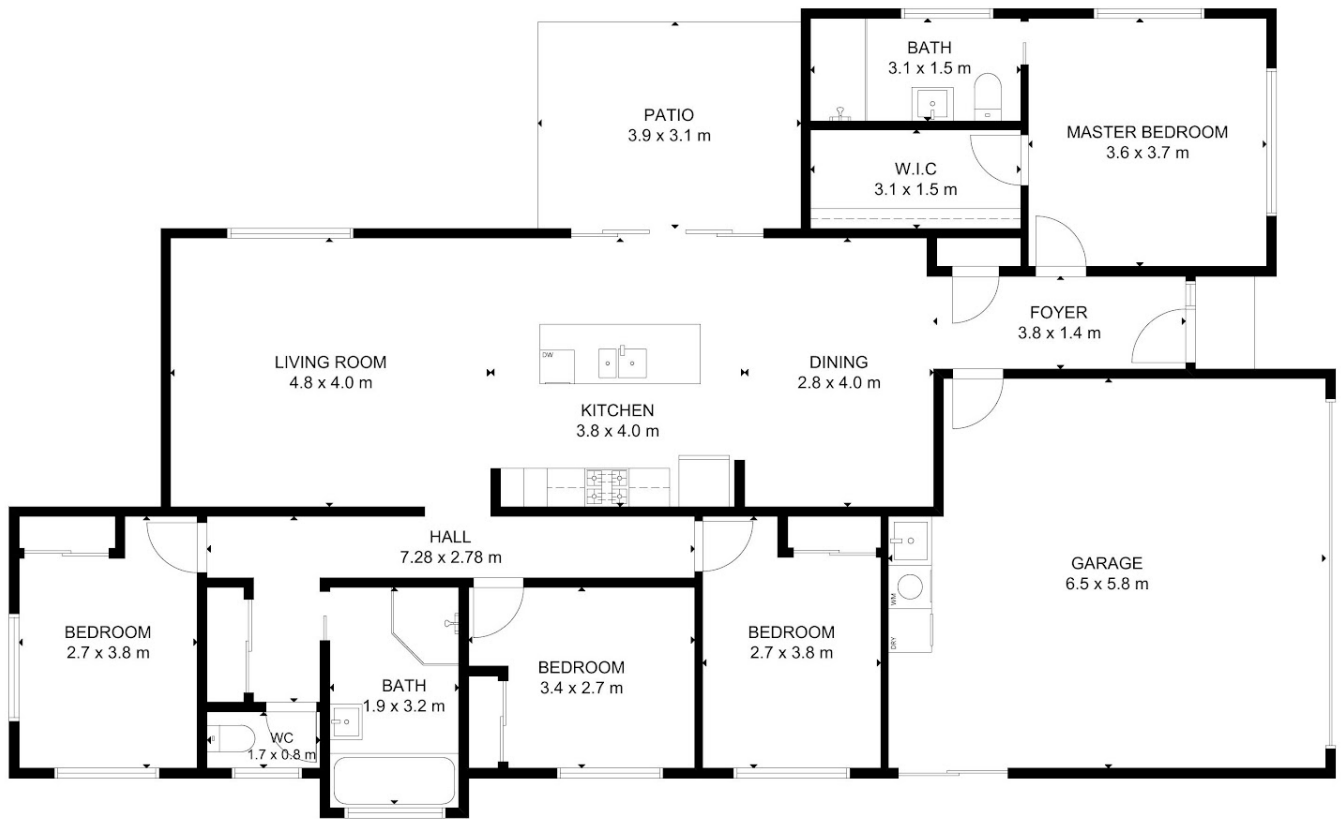 BATH
3.1 x 1.5 m
PATIO
3.9 x 3.1 m
MASTER BEDROOM
3.6 x 3.7 m
W.I.C
3.1 x 1.5 m
FOYER
3.8 x 1.4 m
LIVING ROOM
4.8 x 4.0 m
DW
DINING
2.8 x 4.0 m
KITCHEN
3.8 x 4.0 m
HALL
7.28 x 2.78 m
GARAGE
6.5 x 5.8 m
WM
DRY
BEDROOM
2.7 x 3.8 m
BEDROOM
2.7 x 3.8 m
BEDROOM
3.4 x 2.7 m
BATH
1.9 x 3.2 m
WC
1.7 x 0.8 m